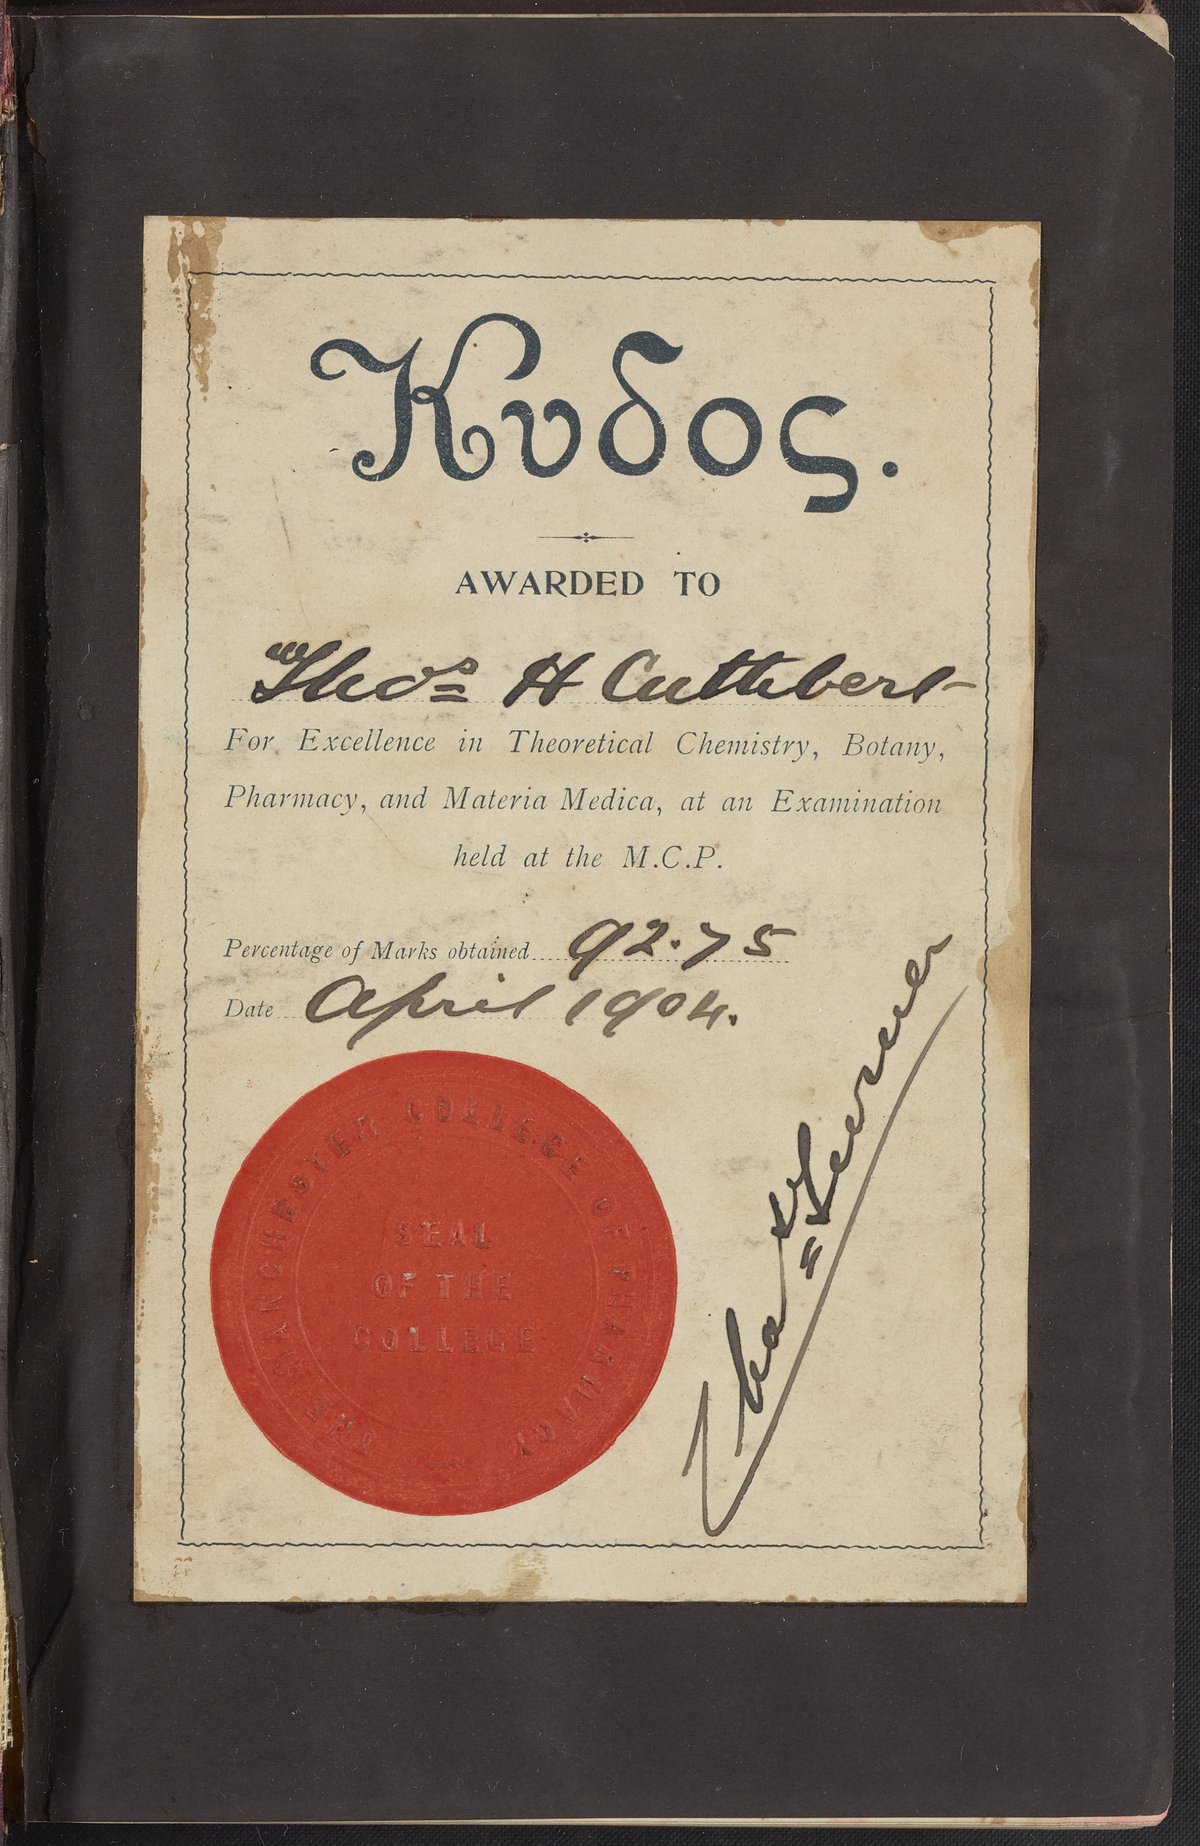 Κυδος.
AWARDED TO
Thos H Cuthbert
For Excellence in Theoretical Chemistry, Botany,
Pharmacy, and Materia Medica, at an Examination
held at the M.C.P.
Percentage of Marks obtained 92.75
Date April 1904.
THE MANCHESTER COLLEGE OF PHARMACY
SEAL
OF THE
COLLEGE
Chas Turner